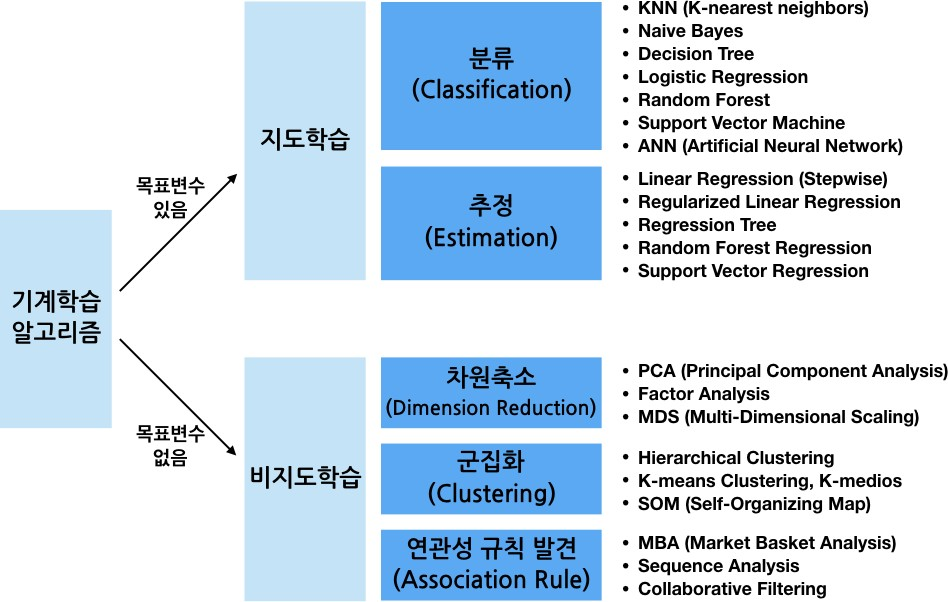 기계학습
알고리즘
목표변수
있음
지도학습
분류
(Classification)
• KNN (K-nearest neighbors)
• Naive Bayes
• Decision Tree
• Logistic Regression
• Random Forest
• Support Vector Machine
• ANN (Artificial Neural Network)
추정
(Estimation)
• Linear Regression (Stepwise)
• Regularized Linear Regression
• Regression Tree
• Random Forest Regression
• Support Vector Regression
목표변수
없음
비지도학습
차원축소
(Dimension Reduction)
• PCA (Principal Component Analysis)
• Factor Analysis
• MDS (Multi-Dimensional Scaling)
군집화
(Clustering)
• Hierarchical Clustering
• K-means Clustering, K-medios
• SOM (Self-Organizing Map)
연관성 규칙 발견
(Association Rule)
• MBA (Market Basket Analysis)
• Sequence Analysis
• Collaborative Filtering